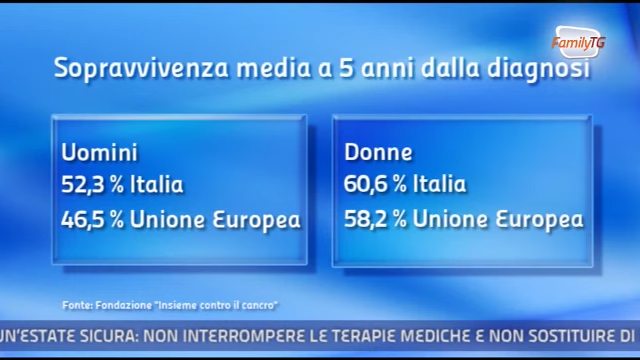 FamilyTG
Sopravvivenza media a 5 anni dalla diagnosi
Uomini
52,3 % Italia
46,5 % Unione Europea
Donne
60,6 % Italia
58,2 % Unione Europea
Fonte: Fondazione "Insieme contro il cancro"
UN'ESTATE SICURA: NON INTERROMPERE LE TERAPIE MEDICHE E NON SOSTITUIRE DI